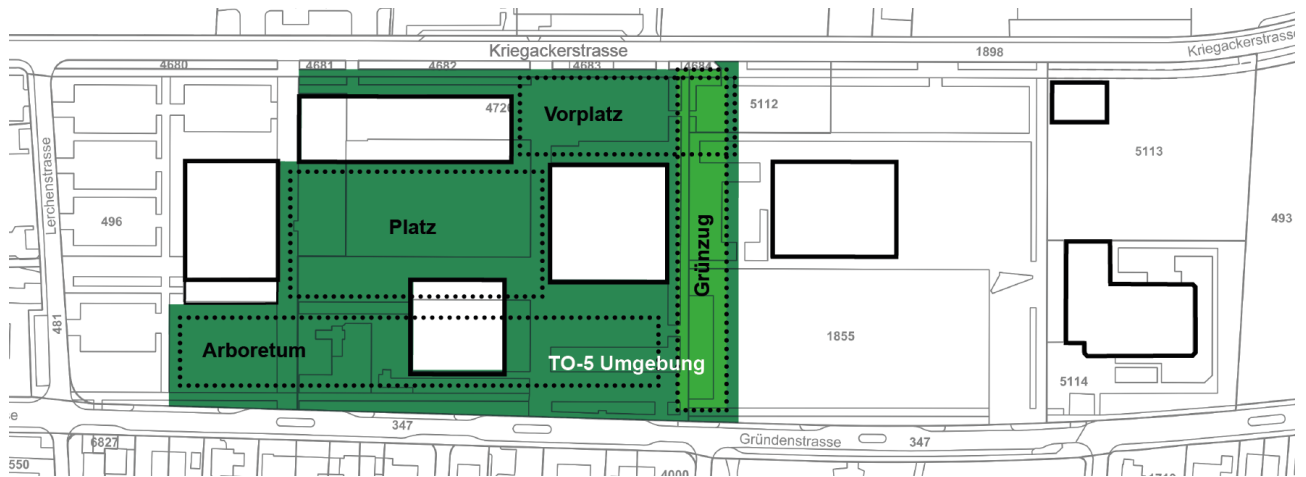 Kriegackerstrasse
1898
Kriegackerstrasse
4680
4681
4682
4683
4684
4726
Vorplatz
5112
5113
Lerchenstrasse
496
493
Platz
Grünzug
481
Arboretum
TO-5 Umgebung
1855
5114
347
Gründenstrasse
347
6827
550
4000